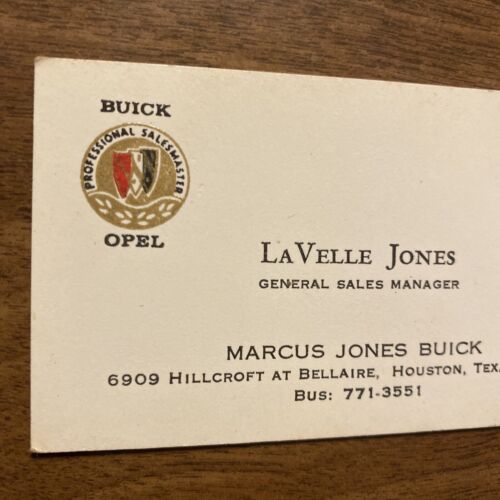 BUICK
PROFESSIONAL SALESMASTER
OPEL
LAVELLE JONES
GENERAL SALES MANAGER
MARCUS JONES BUICK
6909 HILLCROFT AT BELLAIRE, HOUSTON, TEX
BUS: 771-3551